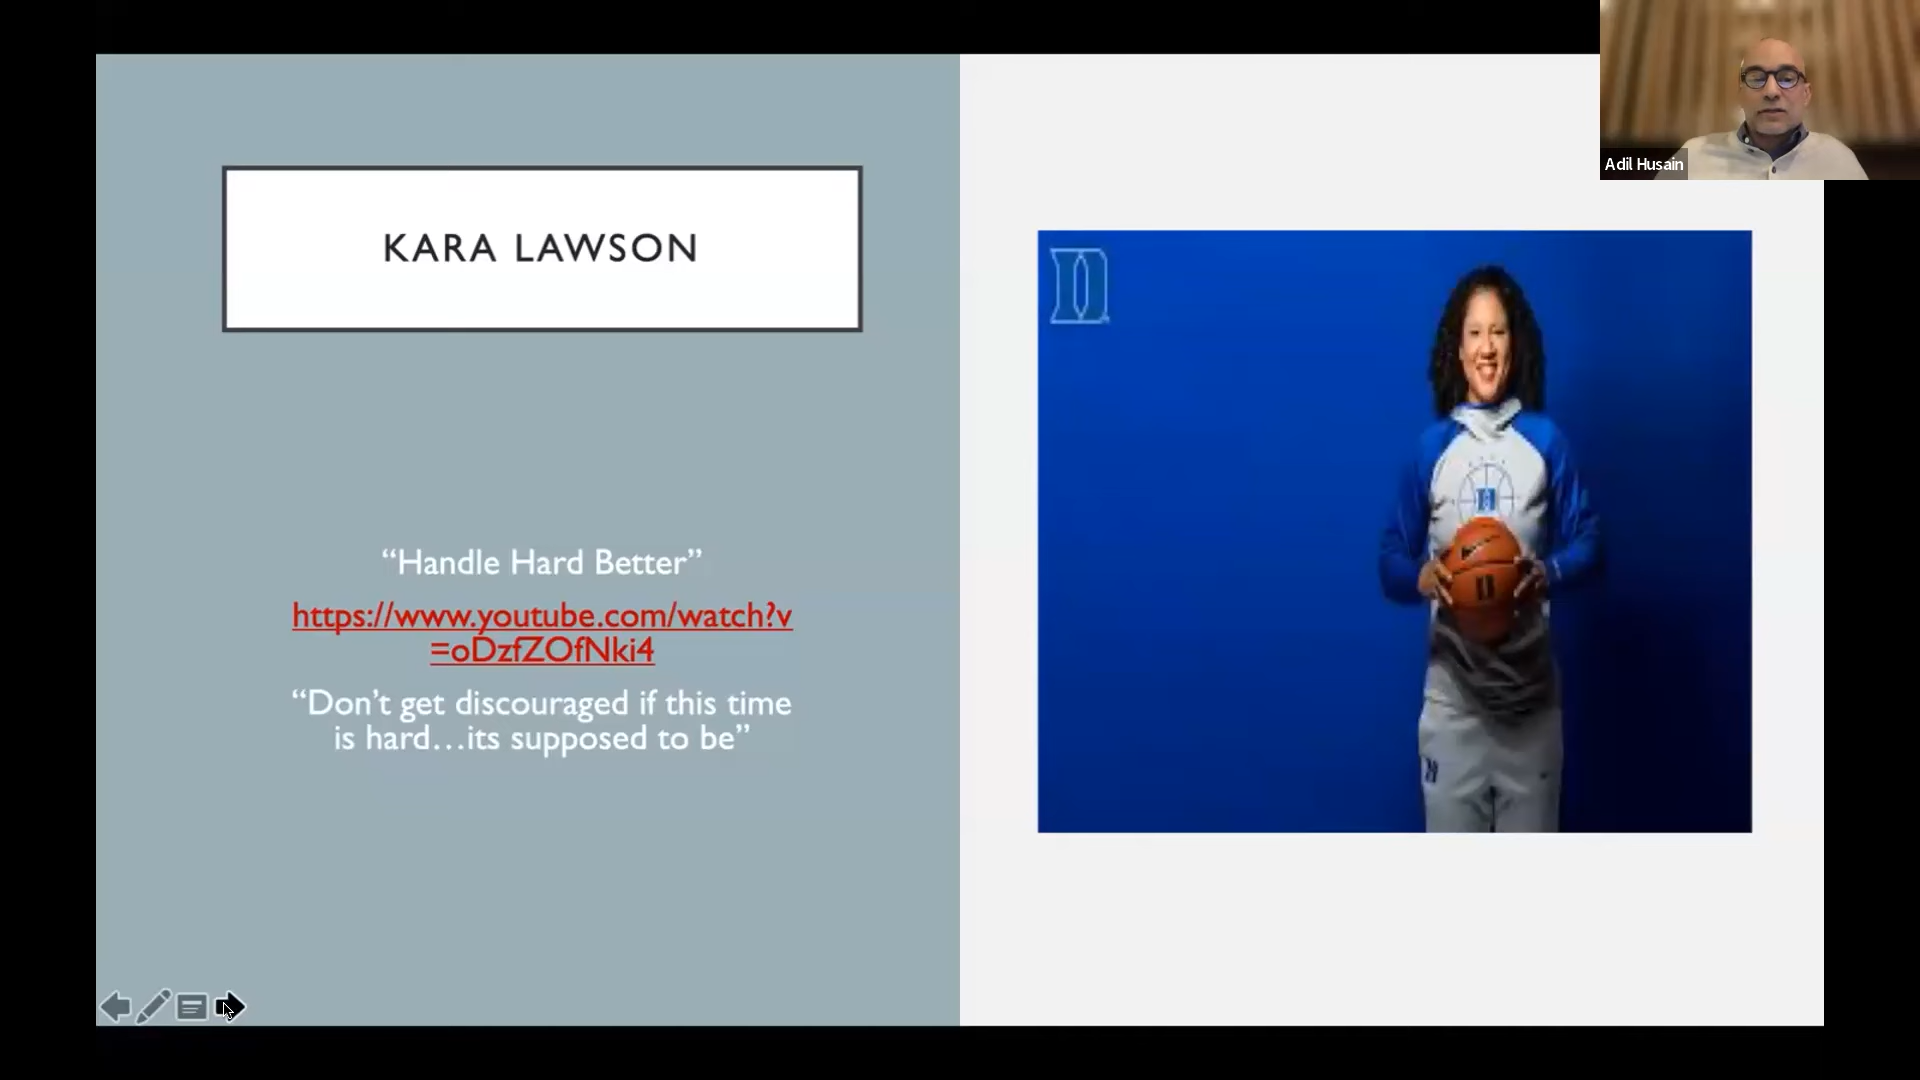 Adil Husain
KARA LAWSON
“Handle Hard Better”
https://www.youtube.com/watch?v
=oDzfZOfNki4
“Don’t get discouraged if this time
is hard…its supposed to be”
D